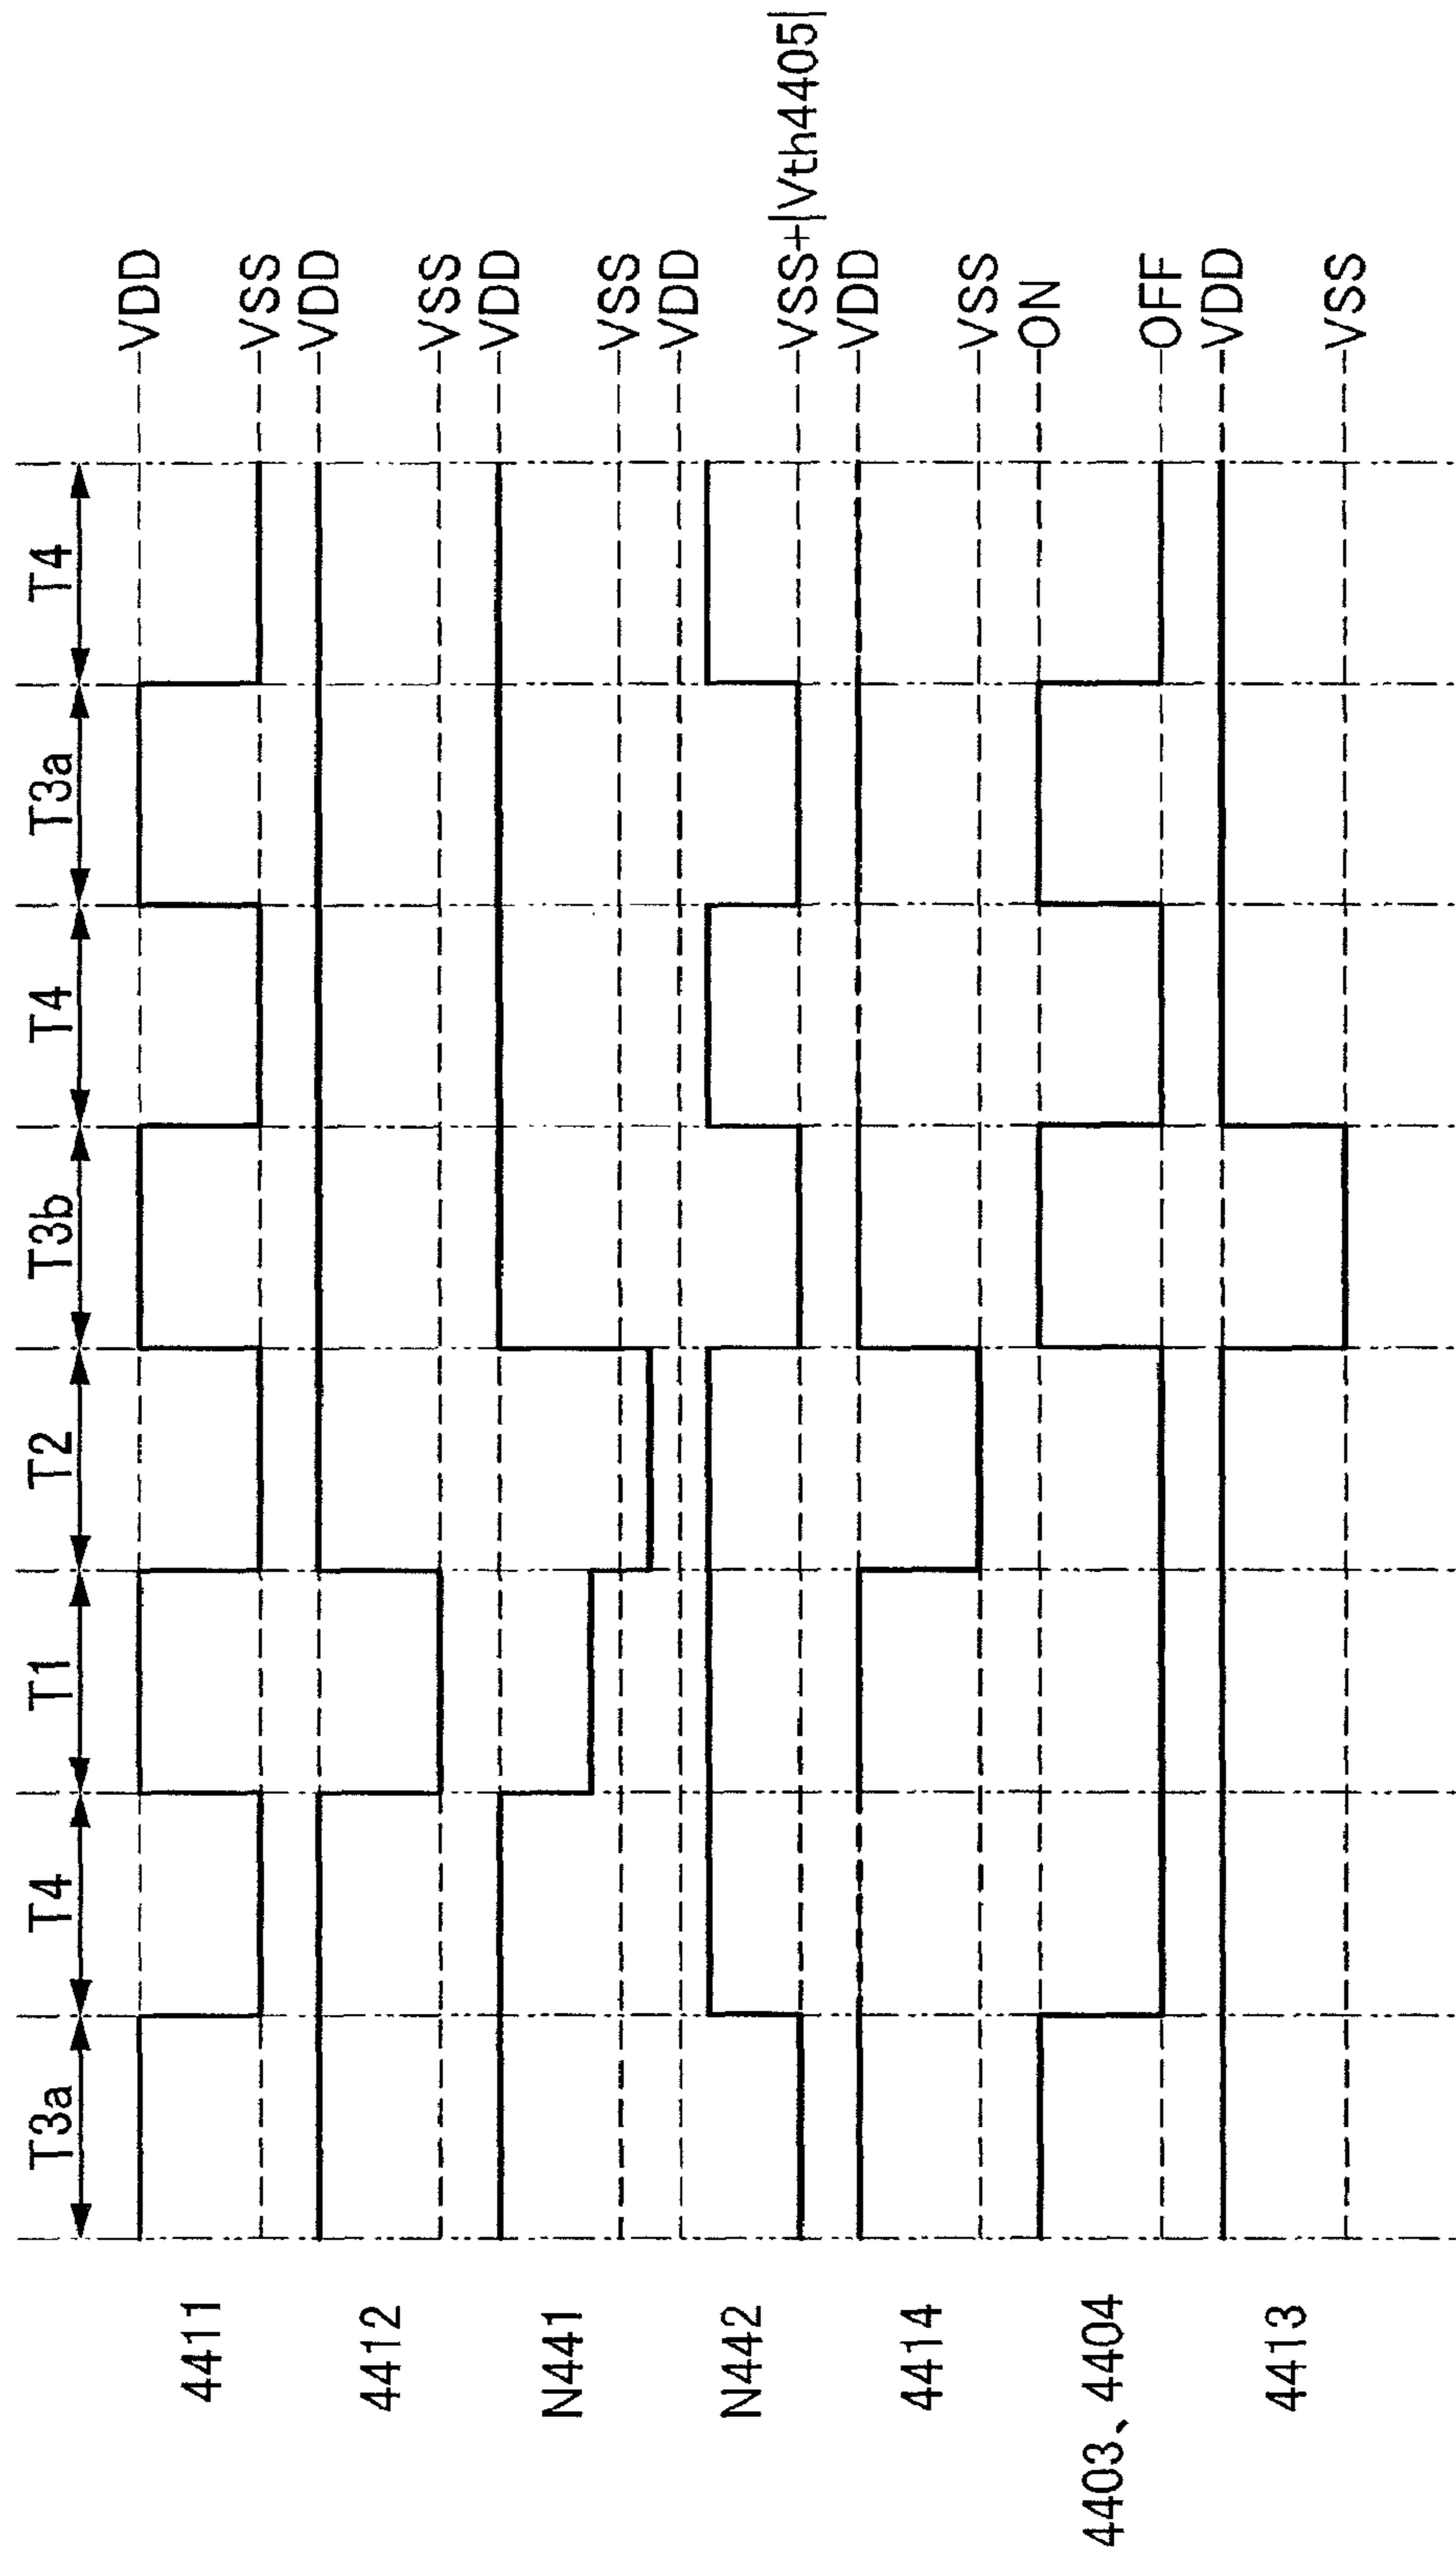 T3a T4 T1 T2 T3b T4 T3a T4
4411 VDD
VSS
4412 VDD
VSS
N441 VDD
VSS
N442 VDD
VSS+|Vth4405|
4414 VDD
VSS
4403、4404 ON
OFF
4413 VDD
VSS